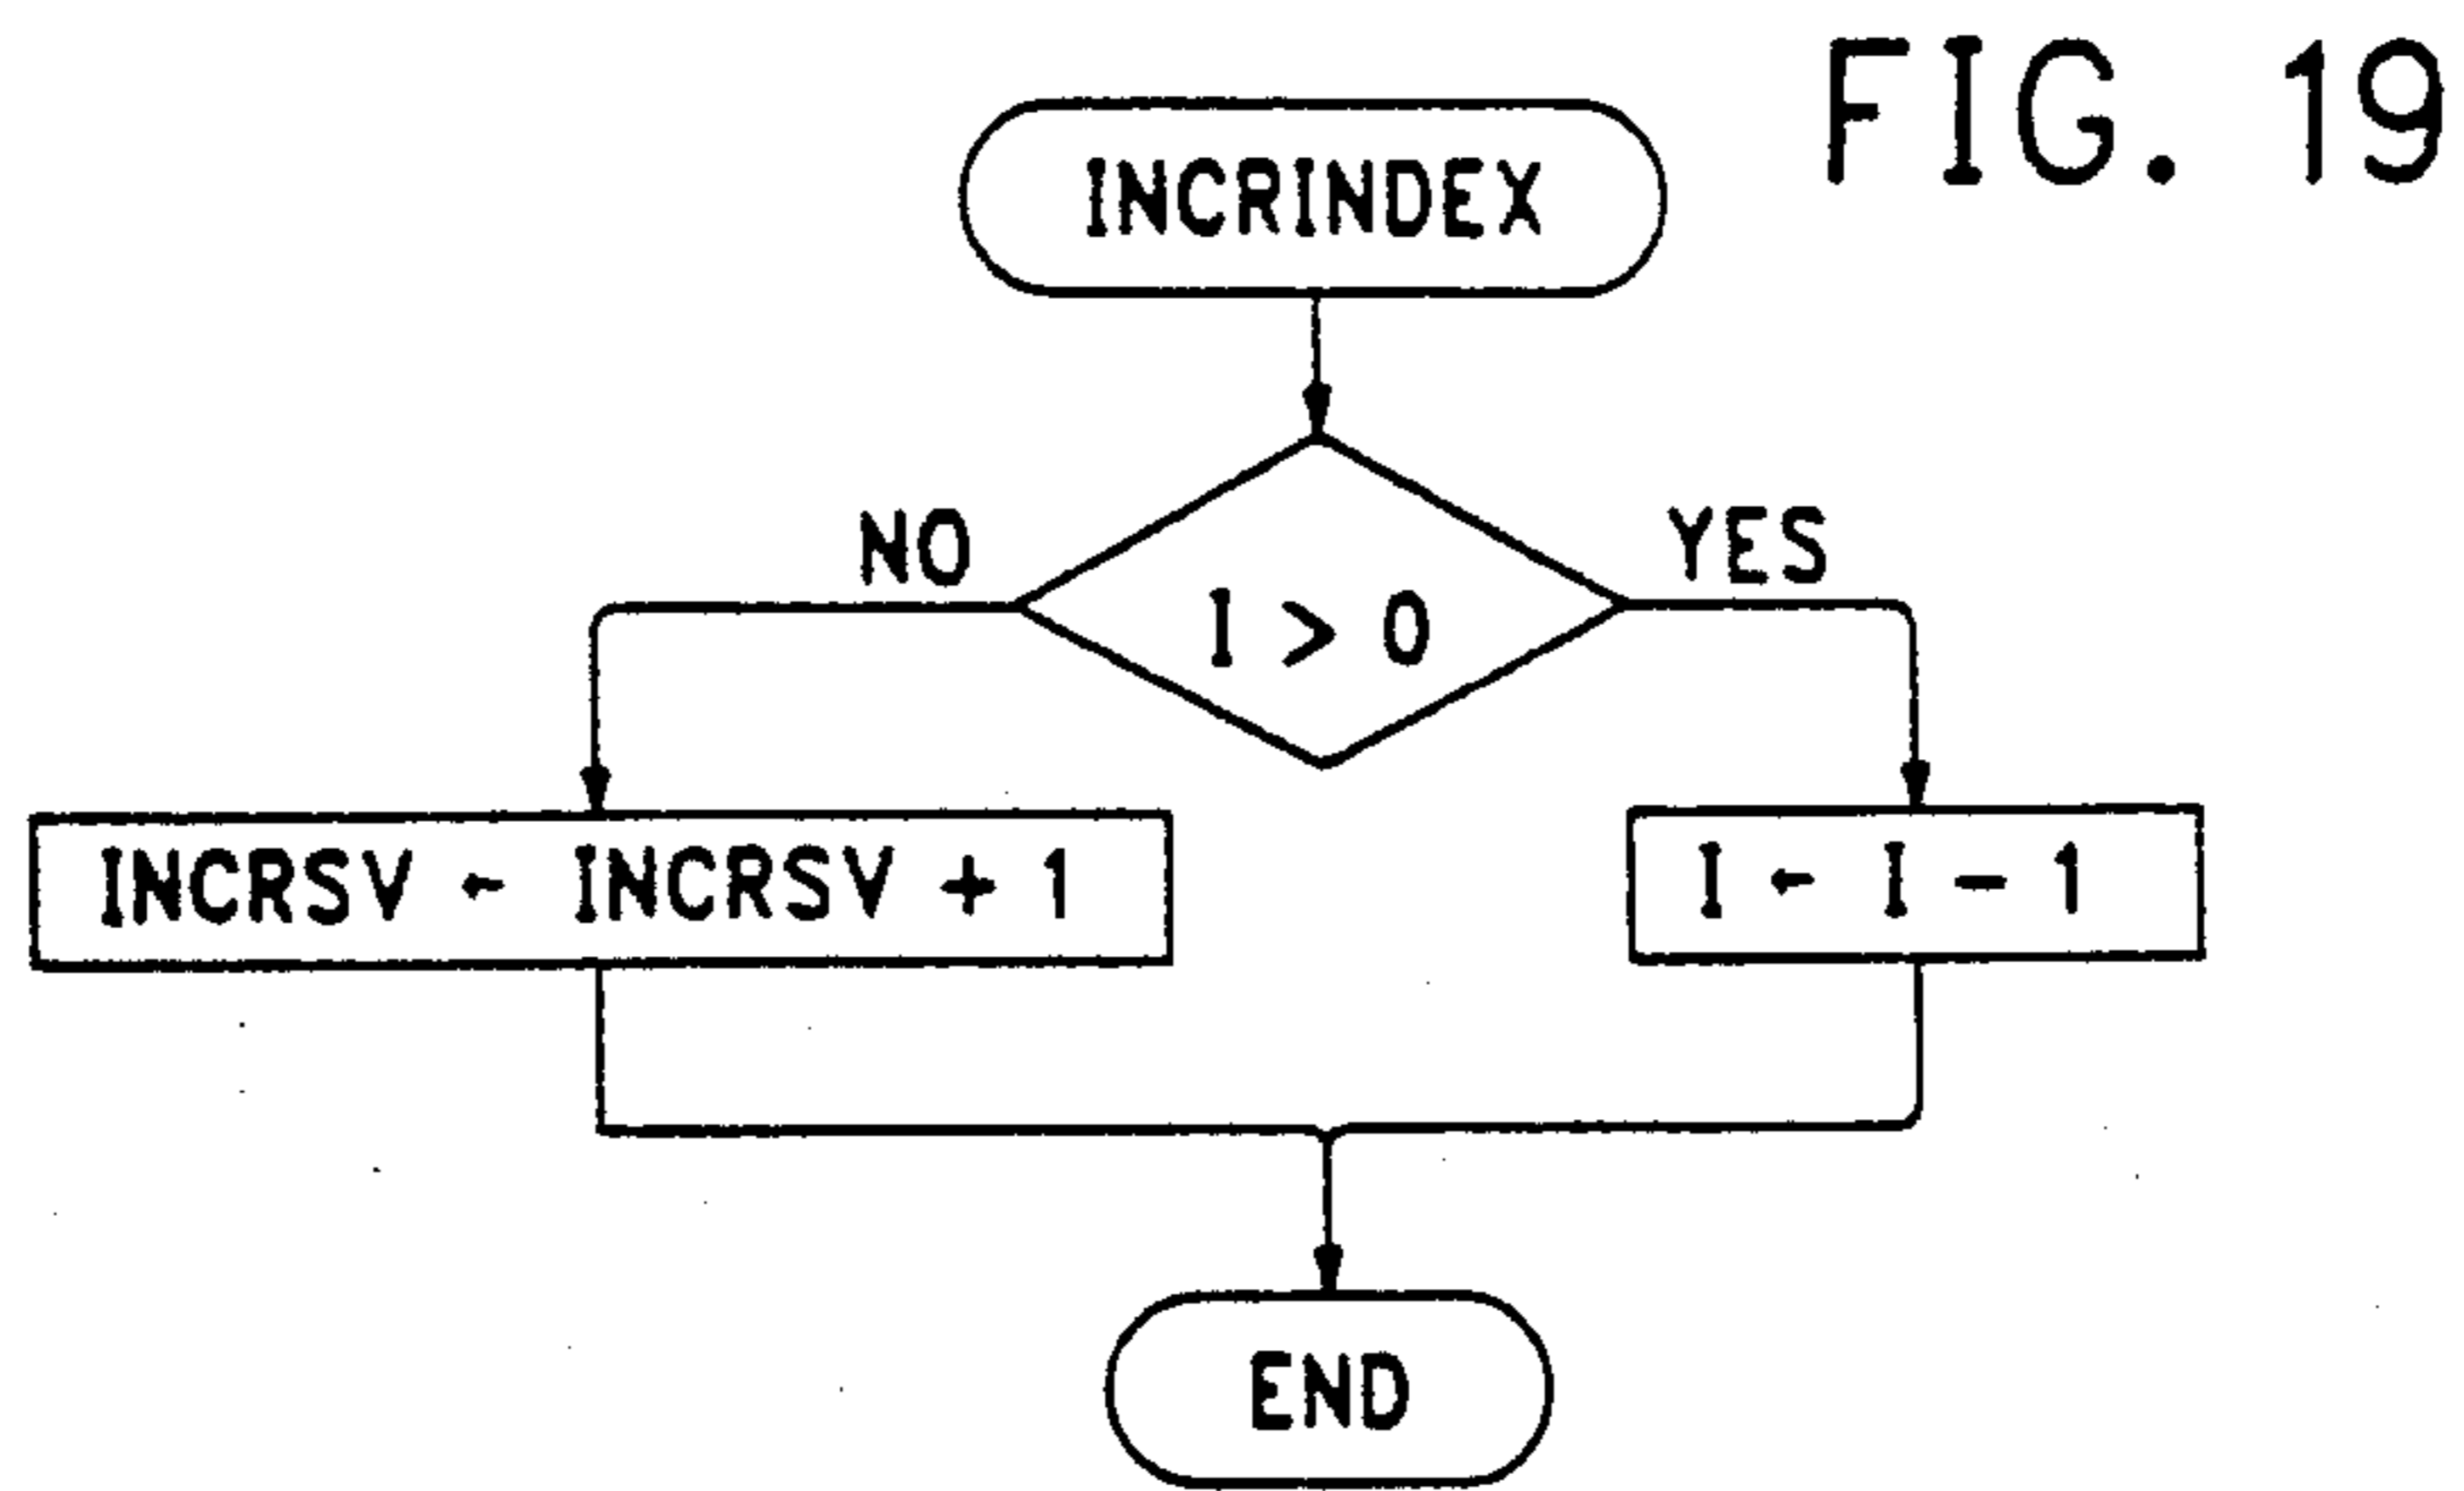 FIG. 19
INCRINDEX
NO
YES
I > 0
INCRSV ← INCRSV + 1
I ← I - 1
END